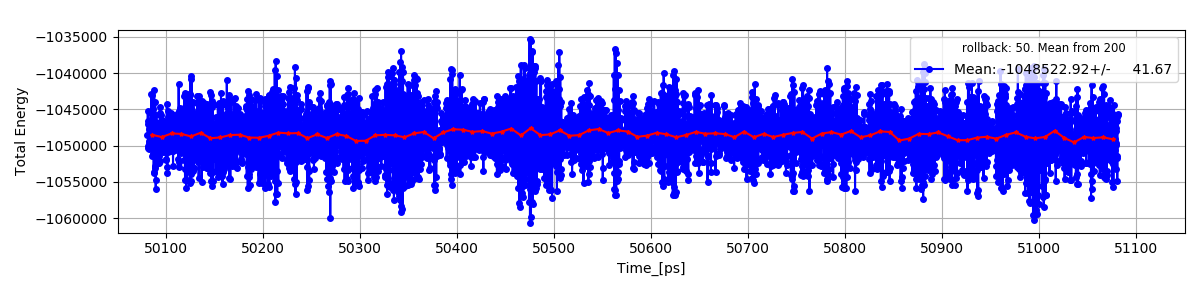 −1035000
−1040000
−1045000
−1050000
−1055000
−1060000
Total Energy
rollback: 50. Mean from 200
Mean: -1048522.92+/- 41.67
50100 50200 50300 50400 50500 50600 50700 50800 50900 51000 51100
Time_[ps]